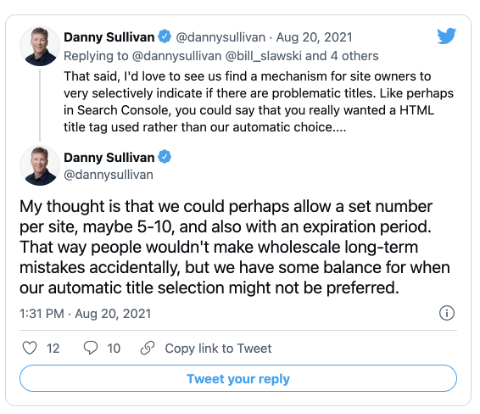 Danny Sullivan @dannysullivan · Aug 20, 2021
Replying to @dannysullivan @bill_slawski and 4 others
That said, I'd love to see us find a mechanism for site owners to
very selectively indicate if there are problematic titles. Like perhaps
in Search Console, you could say that you really wanted a HTML
title tag used rather than our automatic choice....
Danny Sullivan
@dannysullivan
My thought is that we could perhaps allow a set number
per site, maybe 5-10, and also with an expiration period.
That way people wouldn't make wholescale long-term
mistakes accidentally, but we have some balance for when
our automatic title selection might not be preferred.
1:31 PM · Aug 20, 2021
12 10 Copy link to Tweet
Tweet your reply